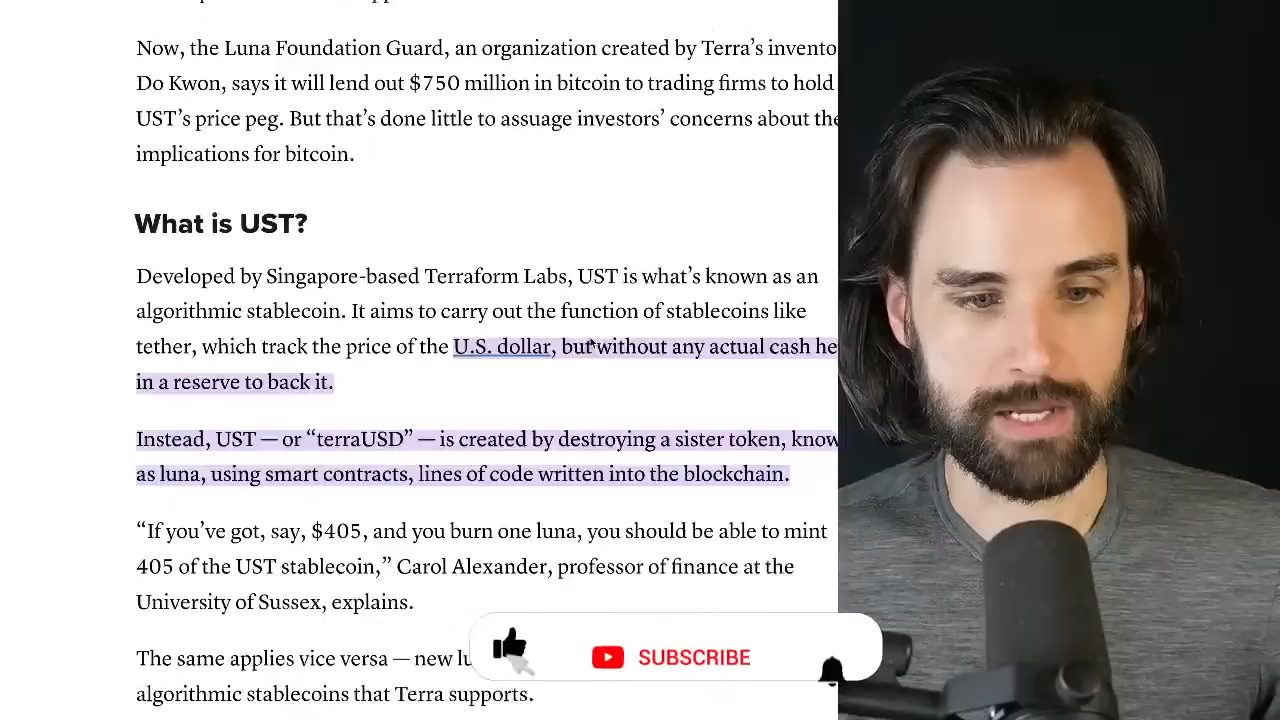 Now, the Luna Foundation Guard, an organization created by Terra’s invento
Do Kwon, says it will lend out $750 million in bitcoin to trading firms to hold
UST’s price peg. But that’s done little to assuage investors’ concerns about the
implications for bitcoin.
What is UST?
Developed by Singapore-based Terraform Labs, UST is what’s known as an
algorithmic stablecoin. It aims to carry out the function of stablecoins like
tether, which track the price of the U.S. dollar, but without any actual cash he
in a reserve to back it.
Instead, UST — or “terraUSD” — is created by destroying a sister token, know
as luna, using smart contracts, lines of code written into the blockchain.
“If you’ve got, say, $405, and you burn one luna, you should be able to mint
405 of the UST stablecoin,” Carol Alexander, professor of finance at the
University of Sussex, explains.
The same applies vice versa — new lu
SUBSCRIBE
algorithmic stablecoins that Terra supports.